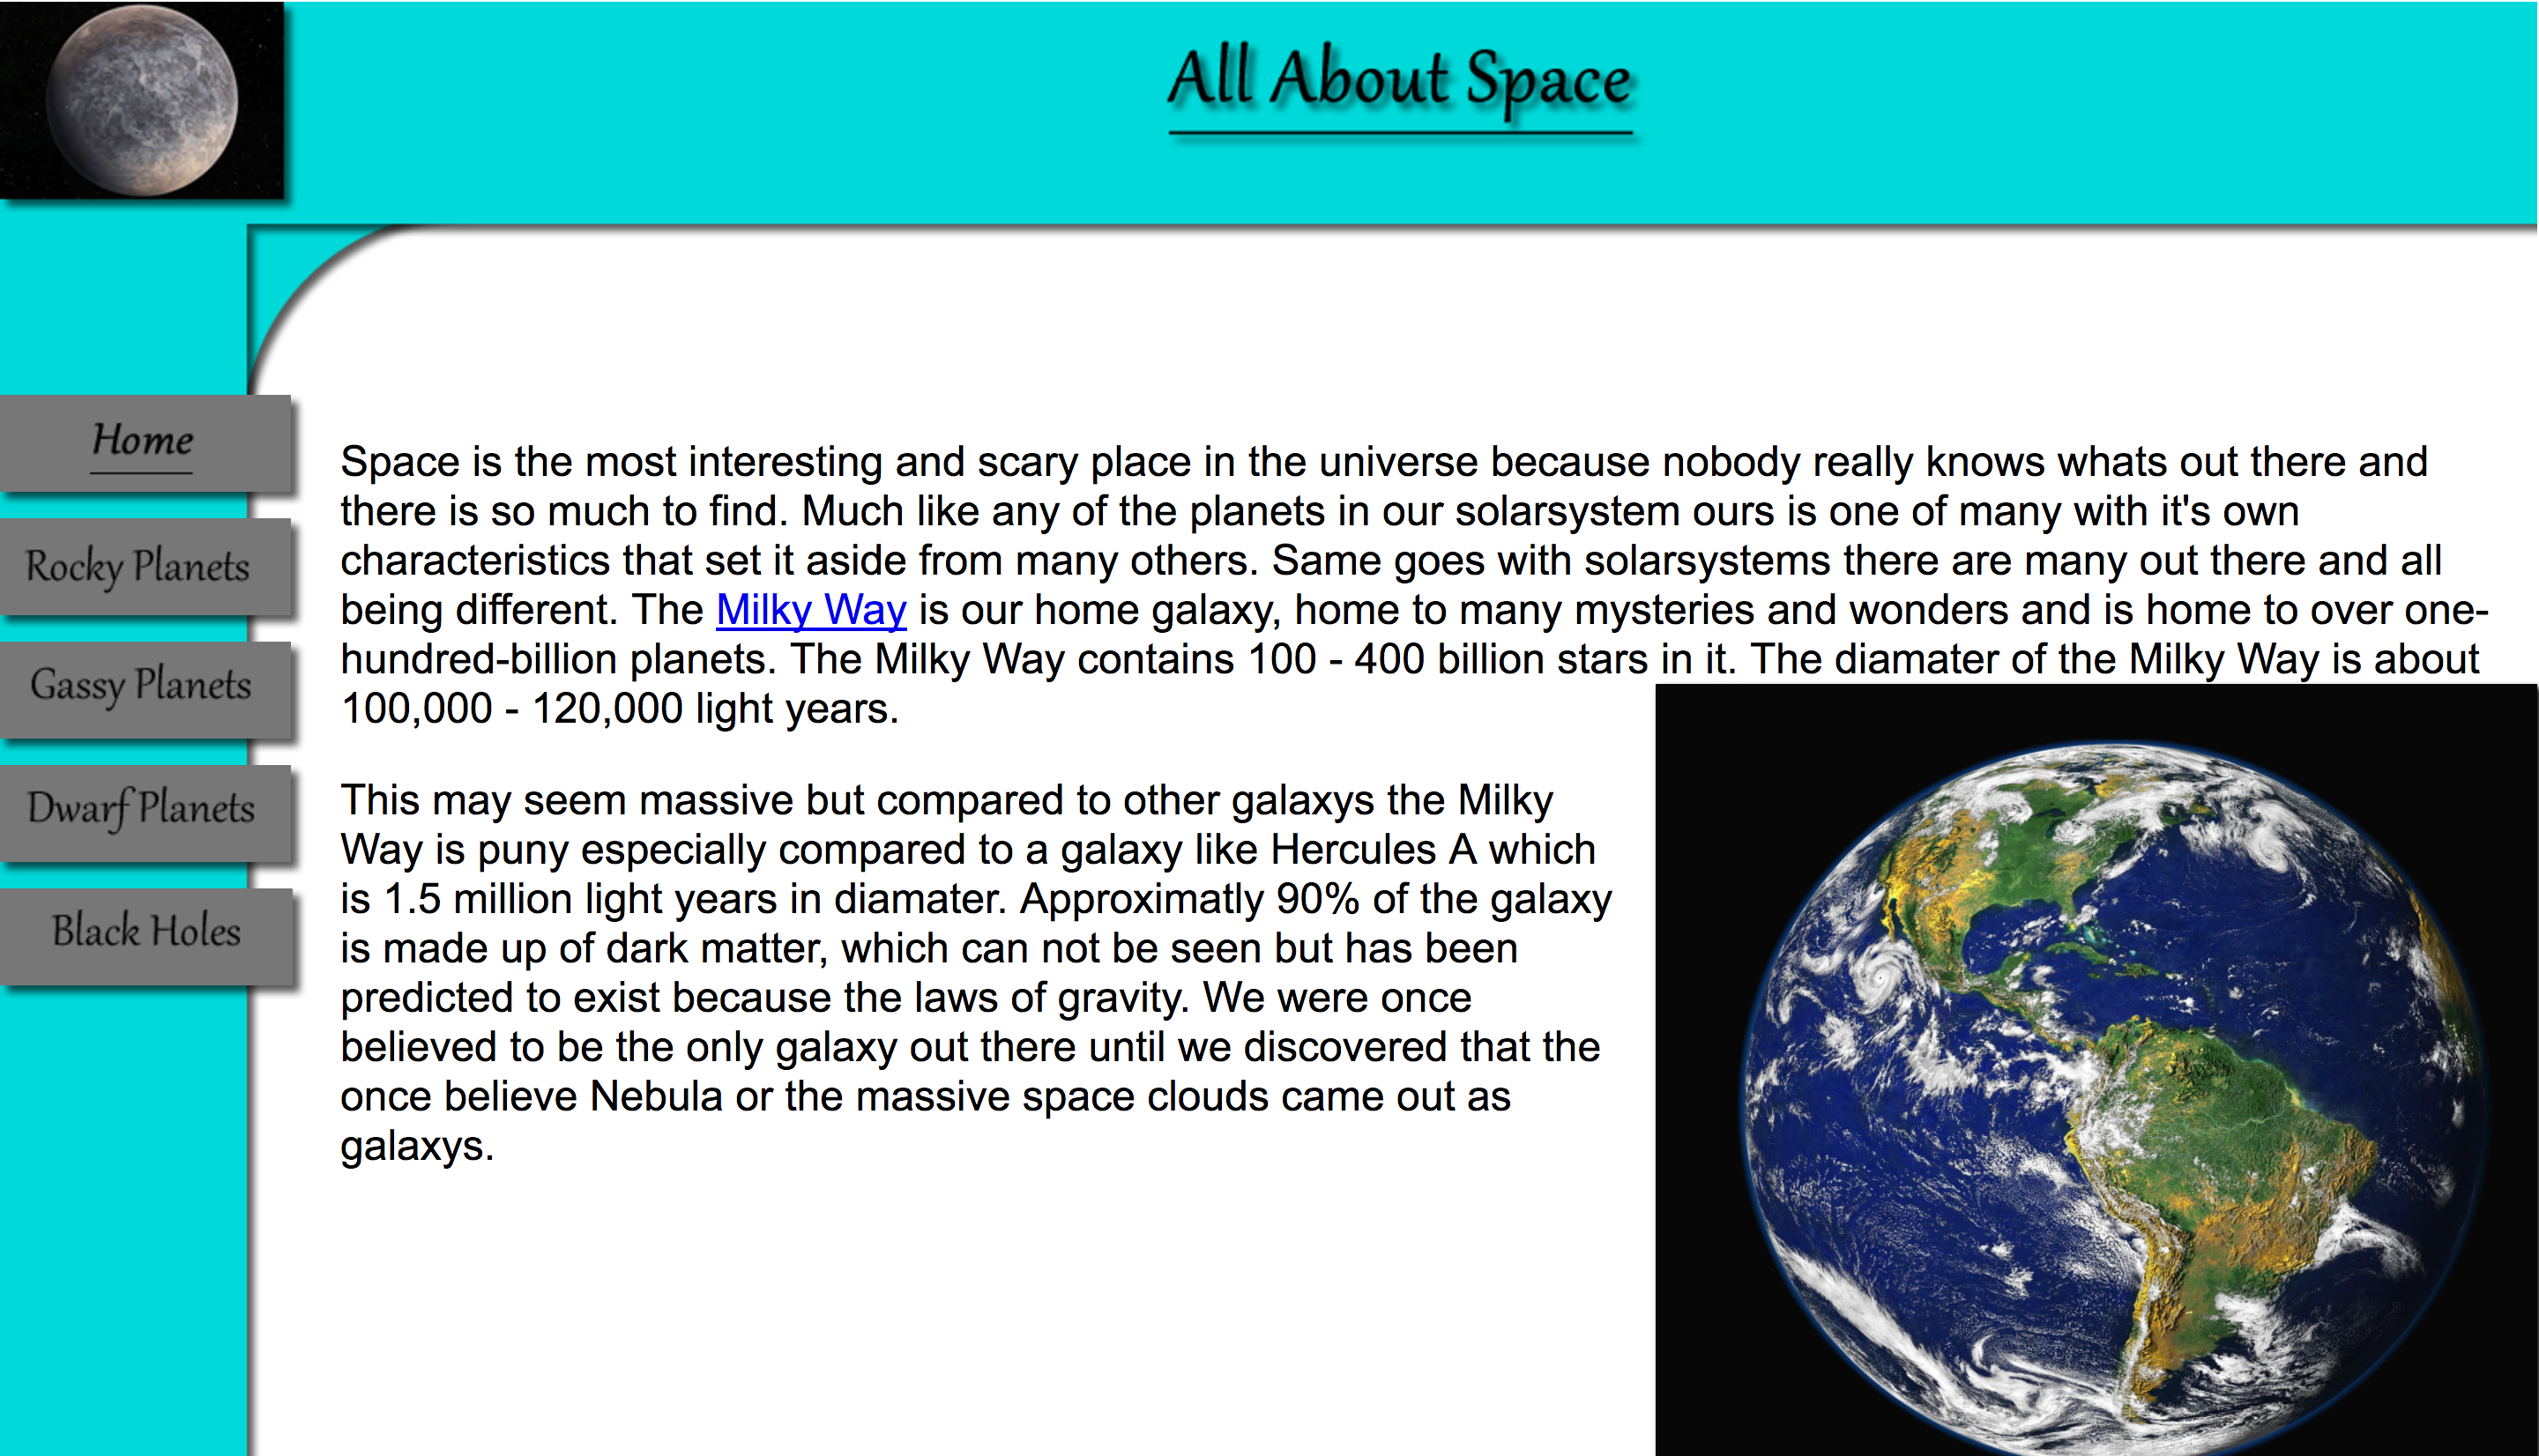 All About Space
Home
Rocky Planets
Gassy Planets
Dwarf Planets
Black Holes
Space is the most interesting and scary place in the universe because nobody really knows whats out there and
there is so much to find. Much like any of the planets in our solarsystem ours is one of many with it's own
characteristics that set it aside from many others. Same goes with solarsystems there are many out there and all
being different. The Milky Way is our home galaxy, home to many mysteries and wonders and is home to over one-
hundred-billion planets. The Milky Way contains 100 - 400 billion stars in it. The diamater of the Milky Way is about
100,000 - 120,000 light years.
This may seem massive but compared to other galaxys the Milky
Way is puny especially compared to a galaxy like Hercules A which
is 1.5 million light years in diamater. Approximatly 90% of the galaxy
is made up of dark matter, which can not be seen but has been
predicted to exist because the laws of gravity. We were once
believed to be the only galaxy out there until we discovered that the
once believe Nebula or the massive space clouds came out as
galaxys.